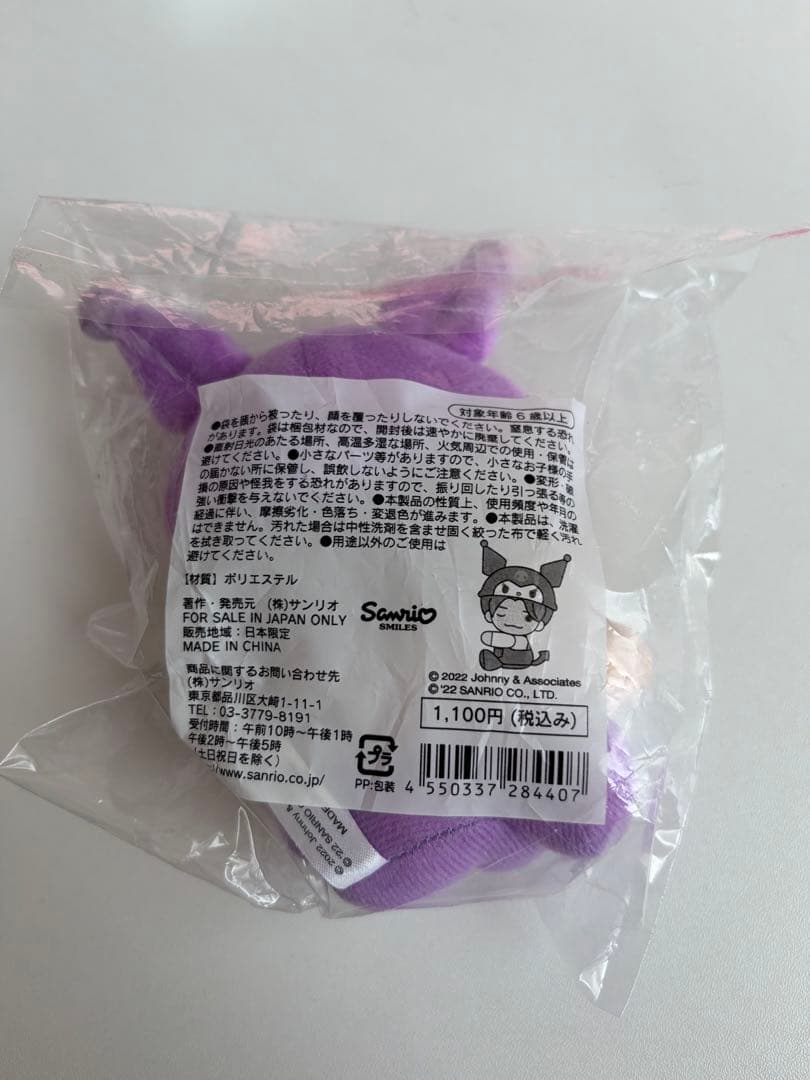 対象年齢6歳以上
●袋を頭から被ったり、顔を覆ったりしないでください。窒息する恐れ
があります。袋は梱包材なので、開封後は速やかに廃棄してください。
●直射日光のあたる場所、高温多湿な場所、火気周辺での使用・保管は
避けてください。●小さなパーツ等がありますので、小さなお子様の手
の届かない所に保管し、誤飲しないようにご注意ください。●変形・破
損の原因や怪我をする恐れがありますので、振り回したり引っ張る等の
強い衝撃を与えないでください。●本製品の性質上、使用頻度や年月の
経過に伴い、摩擦劣化・色落ち・変退色が進みます。●本製品は、洗濯
はできません。汚れた場合は中性洗剤を含ませ固く絞った布で軽く汚れ
を拭き取ってください。●用途以外のご使用は
避けてください。
【材質】ポリエステル
著作・発売元 (株)サンリオ
FOR SALE IN JAPAN ONLY
販売地域:日本限定
MADE IN CHINA
Sanrio
SMILES
商品に関するお問い合わせ先
(株)サンリオ
東京都品川区大崎1-11-1
TEL:03-3779-8191
受付時間:午前10時〜午後1時
午後2時〜午後5時
(土日祝日を除く)
www.sanrio.co.jp/
© 2022 Johnny & Associates
©'22 SANRIO CO., LTD.
1,100円(税込み)
プラ
PP:包装
4 550337 284407
© 2022 Johnny &
©'22 SANRIO
MADE